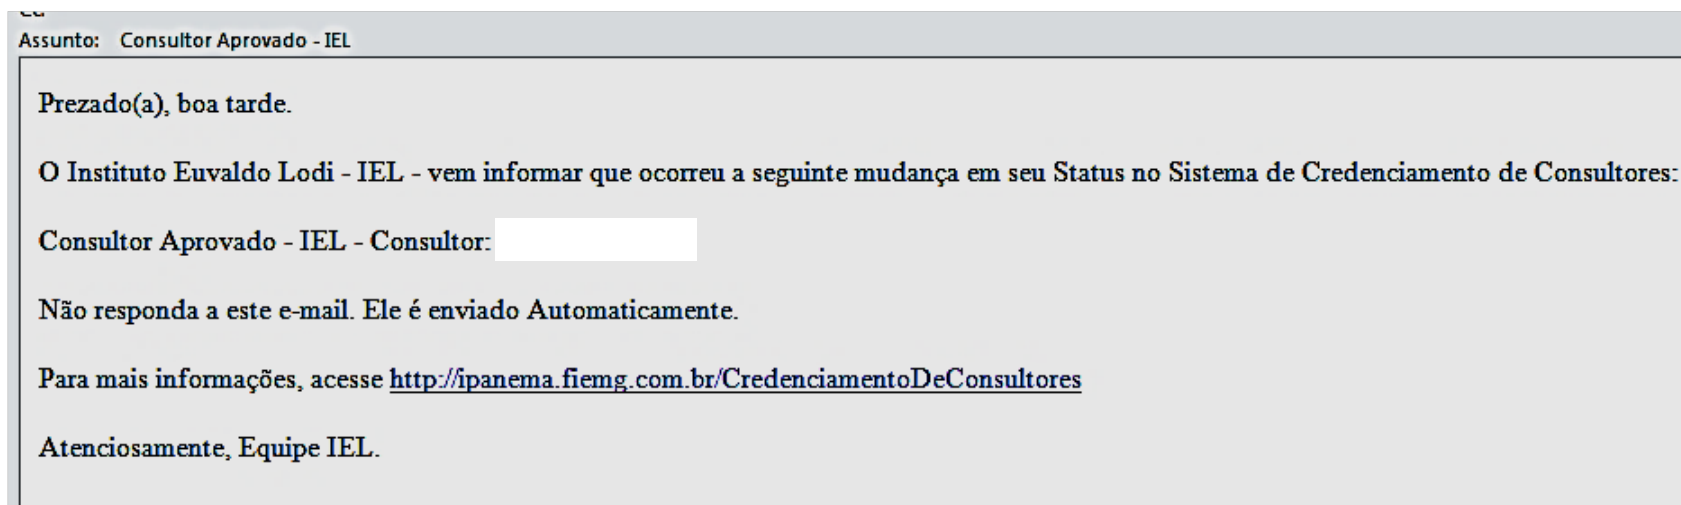 Assunto: Consultor Aprovado - IEL
Prezado(a), boa tarde.
O Instituto Euvaldo Lodi - IEL - vem informar que ocorreu a seguinte mudança em seu Status no Sistema de Credenciamento de Consultores:
Consultor Aprovado - IEL - Consultor:
Não responda a este e-mail. Ele é enviado Automaticamente.
Para mais informações, acesse http://ipanema.fiemg.com.br/CredenciamentoDeConsultores
Atenciosamente, Equipe IEL.